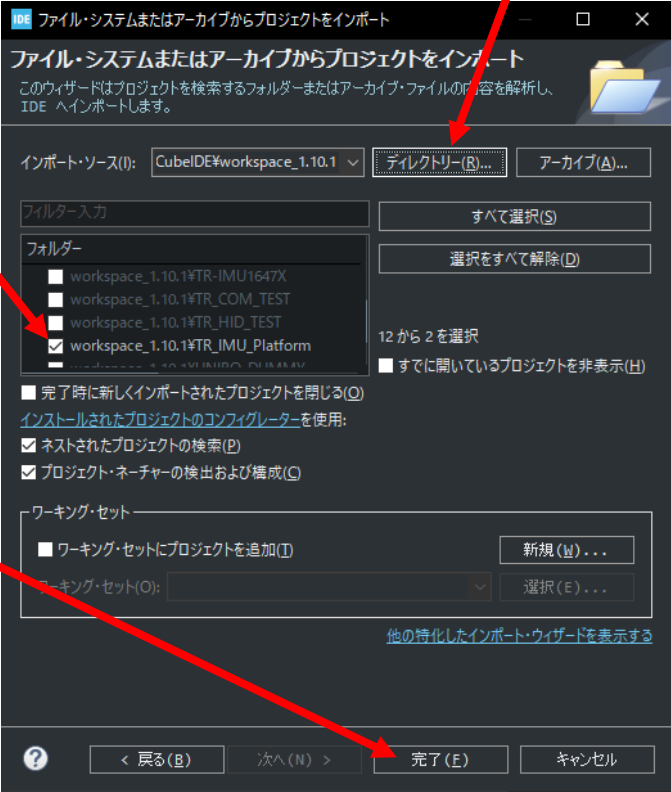 IDE ファイル・システムまたはアーカイブからプロジェクトをインポート
ファイル・システムまたはアーカイブからプロジェクトをインポート
このウィザードはプロジェクトを検索するフォルダーまたはアーカイブ・ファイルの内容を解析し、
IDE へインポートします。
インポート・ソース(I): CubeIDE¥workspace_1.10.1 ディレクトリー(R)... アーカイブ(A)...
フィルター入力 すべて選択(S)
フォルダー 選択をすべて解除(D)
workspace_1.10.1¥TR-IMU1647X
workspace_1.10.1¥TR_COM_TEST
workspace_1.10.1¥TR_HID_TEST
12 から 2 を選択
workspace_1.10.1¥TR_IMU_Platform
すでに開いているプロジェクトを非表示(H)
完了時に新しくインポートされたプロジェクトを閉じる(O)
インストールされたプロジェクトのコンフィグレーターを使用:
ネストされたプロジェクトの検索(P)
プロジェクト・ネーチャーの検出および構成(C)
ワーキング・セット
ワーキング・セットにプロジェクトを追加(T) 新規(W)...
ワーキング・セット(O): 選択(E)...
他の特化したインポート・ウィザードを表示する
? < 戻る(B) 次へ(N) > 完了(F) キャンセル